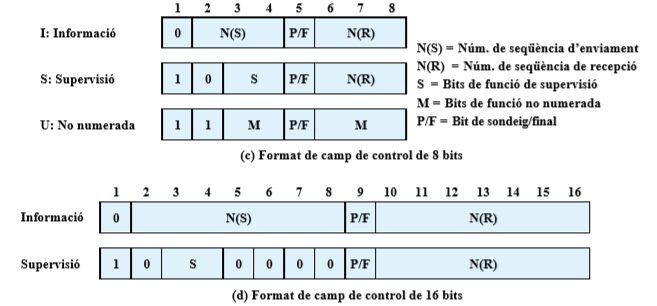 1 2 3 4 5 6 7 8
I: Informació 0 N(S) P/F N(R)
S: Supervisió 1 0 S P/F N(R)
U: No numerada 1 1 M P/F M
N(S) = Núm. de seqüència d'enviament
N(R) = Núm. de seqüència de recepció
S = Bits de funció de supervisió
M = Bits de funció no numerada
P/F = Bit de sondeig/final
(c) Format de camp de control de 8 bits
1 2 3 4 5 6 7 8 9 10 11 12 13 14 15 16
Informació 0 N(S) P/F N(R)
Supervisió 1 0 S 0 0 0 0 P/F N(R)
(d) Format de camp de control de 16 bits